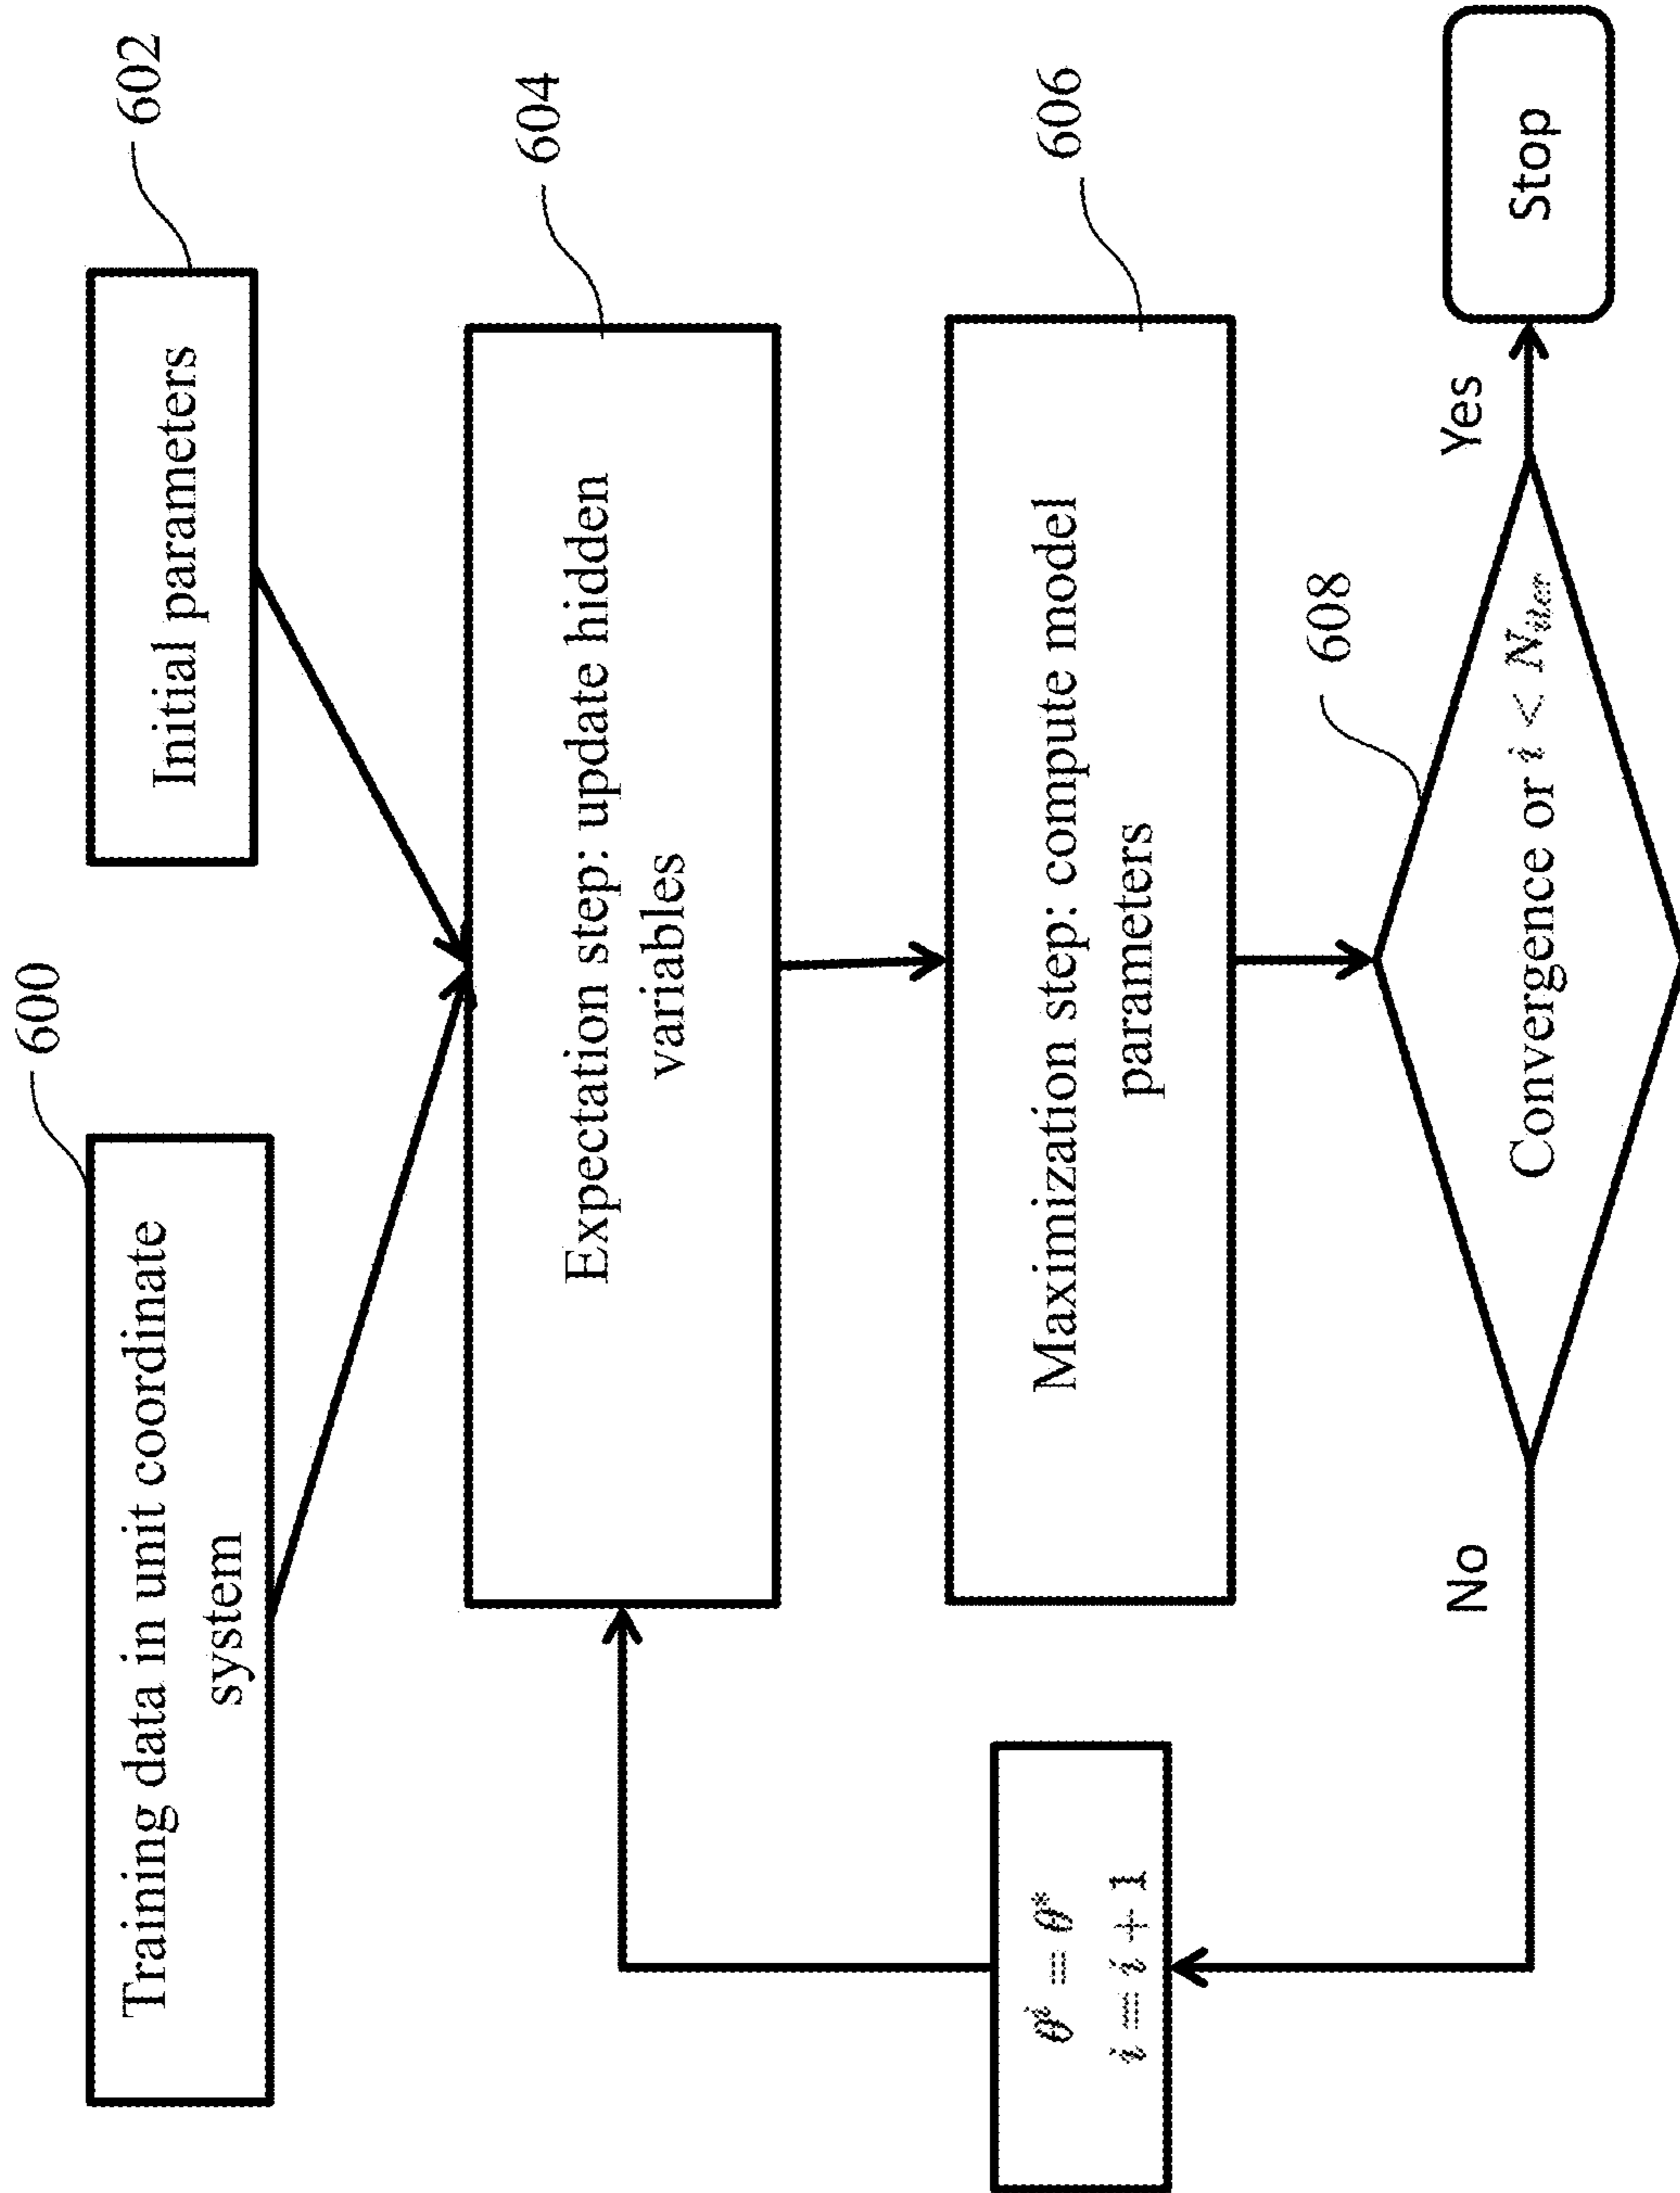 600
Training data in unit coordinate
system
602
Initial parameters
604
Expectation step: update hidden
variables
606
Maximization step: compute model
parameters
608
Convergence or i < N_iter
Yes
Stop
No
θ^i = θ*
i = i + 1